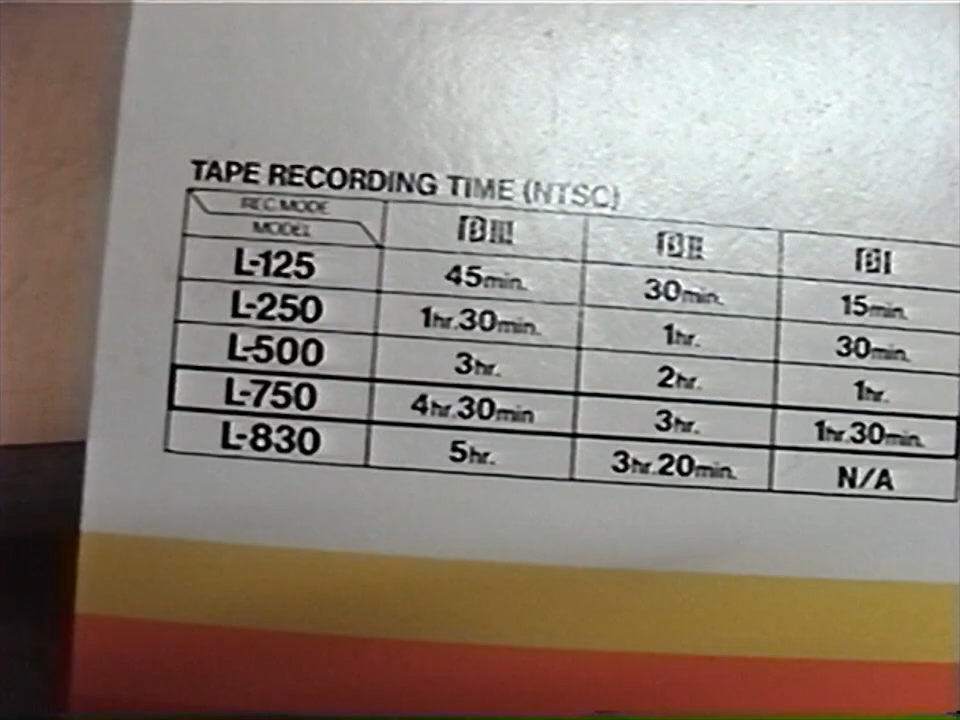 TAPE RECORDING TIME (NTSC)
REC MODE
MODEL βIII βII βI
L-125 45min. 30min. 15min.
L-250 1hr.30min. 1hr. 30min.
L-500 3hr. 2hr. 1hr.
L-750 4hr.30min 3hr. 1hr.30min.
L-830 5hr. 3hr.20min. N/A